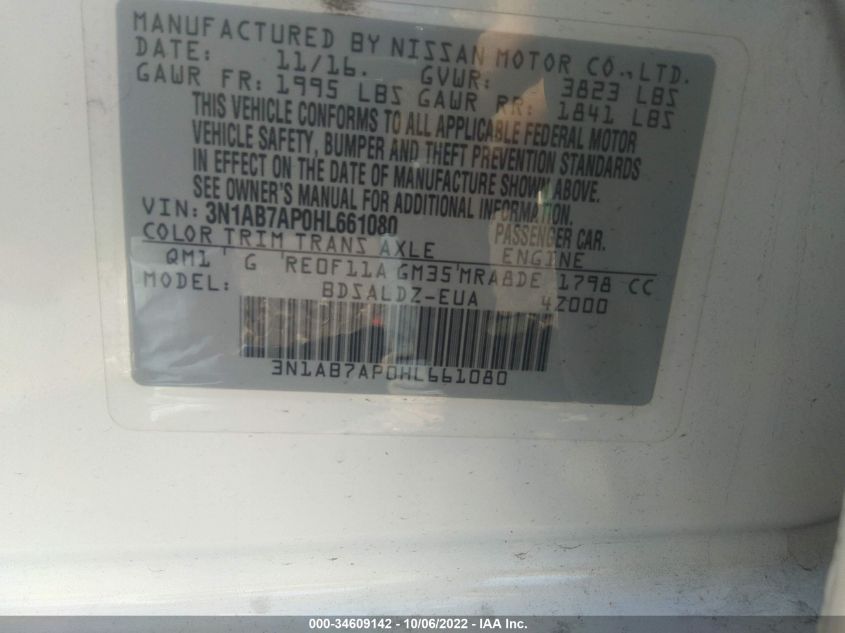 MANUFACTURED BY NISSAN MOTOR CO., LTD.
DATE: 11/16. GVWR: 3823 LBS
GAWR FR: 1995 LBS GAWR RR: 1841 LBS
THIS VEHICLE CONFORMS TO ALL APPLICABLE FEDERAL MOTOR
VEHICLE SAFETY, BUMPER AND THEFT PREVENTION STANDARDS
IN EFFECT ON THE DATE OF MANUFACTURE SHOWN ABOVE.
SEE OWNER'S MANUAL FOR ADDITIONAL INFORMATION.
VIN: 3N1AB7AP0HL661080 PASSENGER CAR.
COLOR TRIM TRANS AXLE ENGINE
QM1 G RE0F11A GM35 MRA8DE 1798 CC
MODEL: BDSALDZ-EUA 42000
3N1AB7AP0HL661080
000-34609142 - 10/06/2022 - IAA Inc.